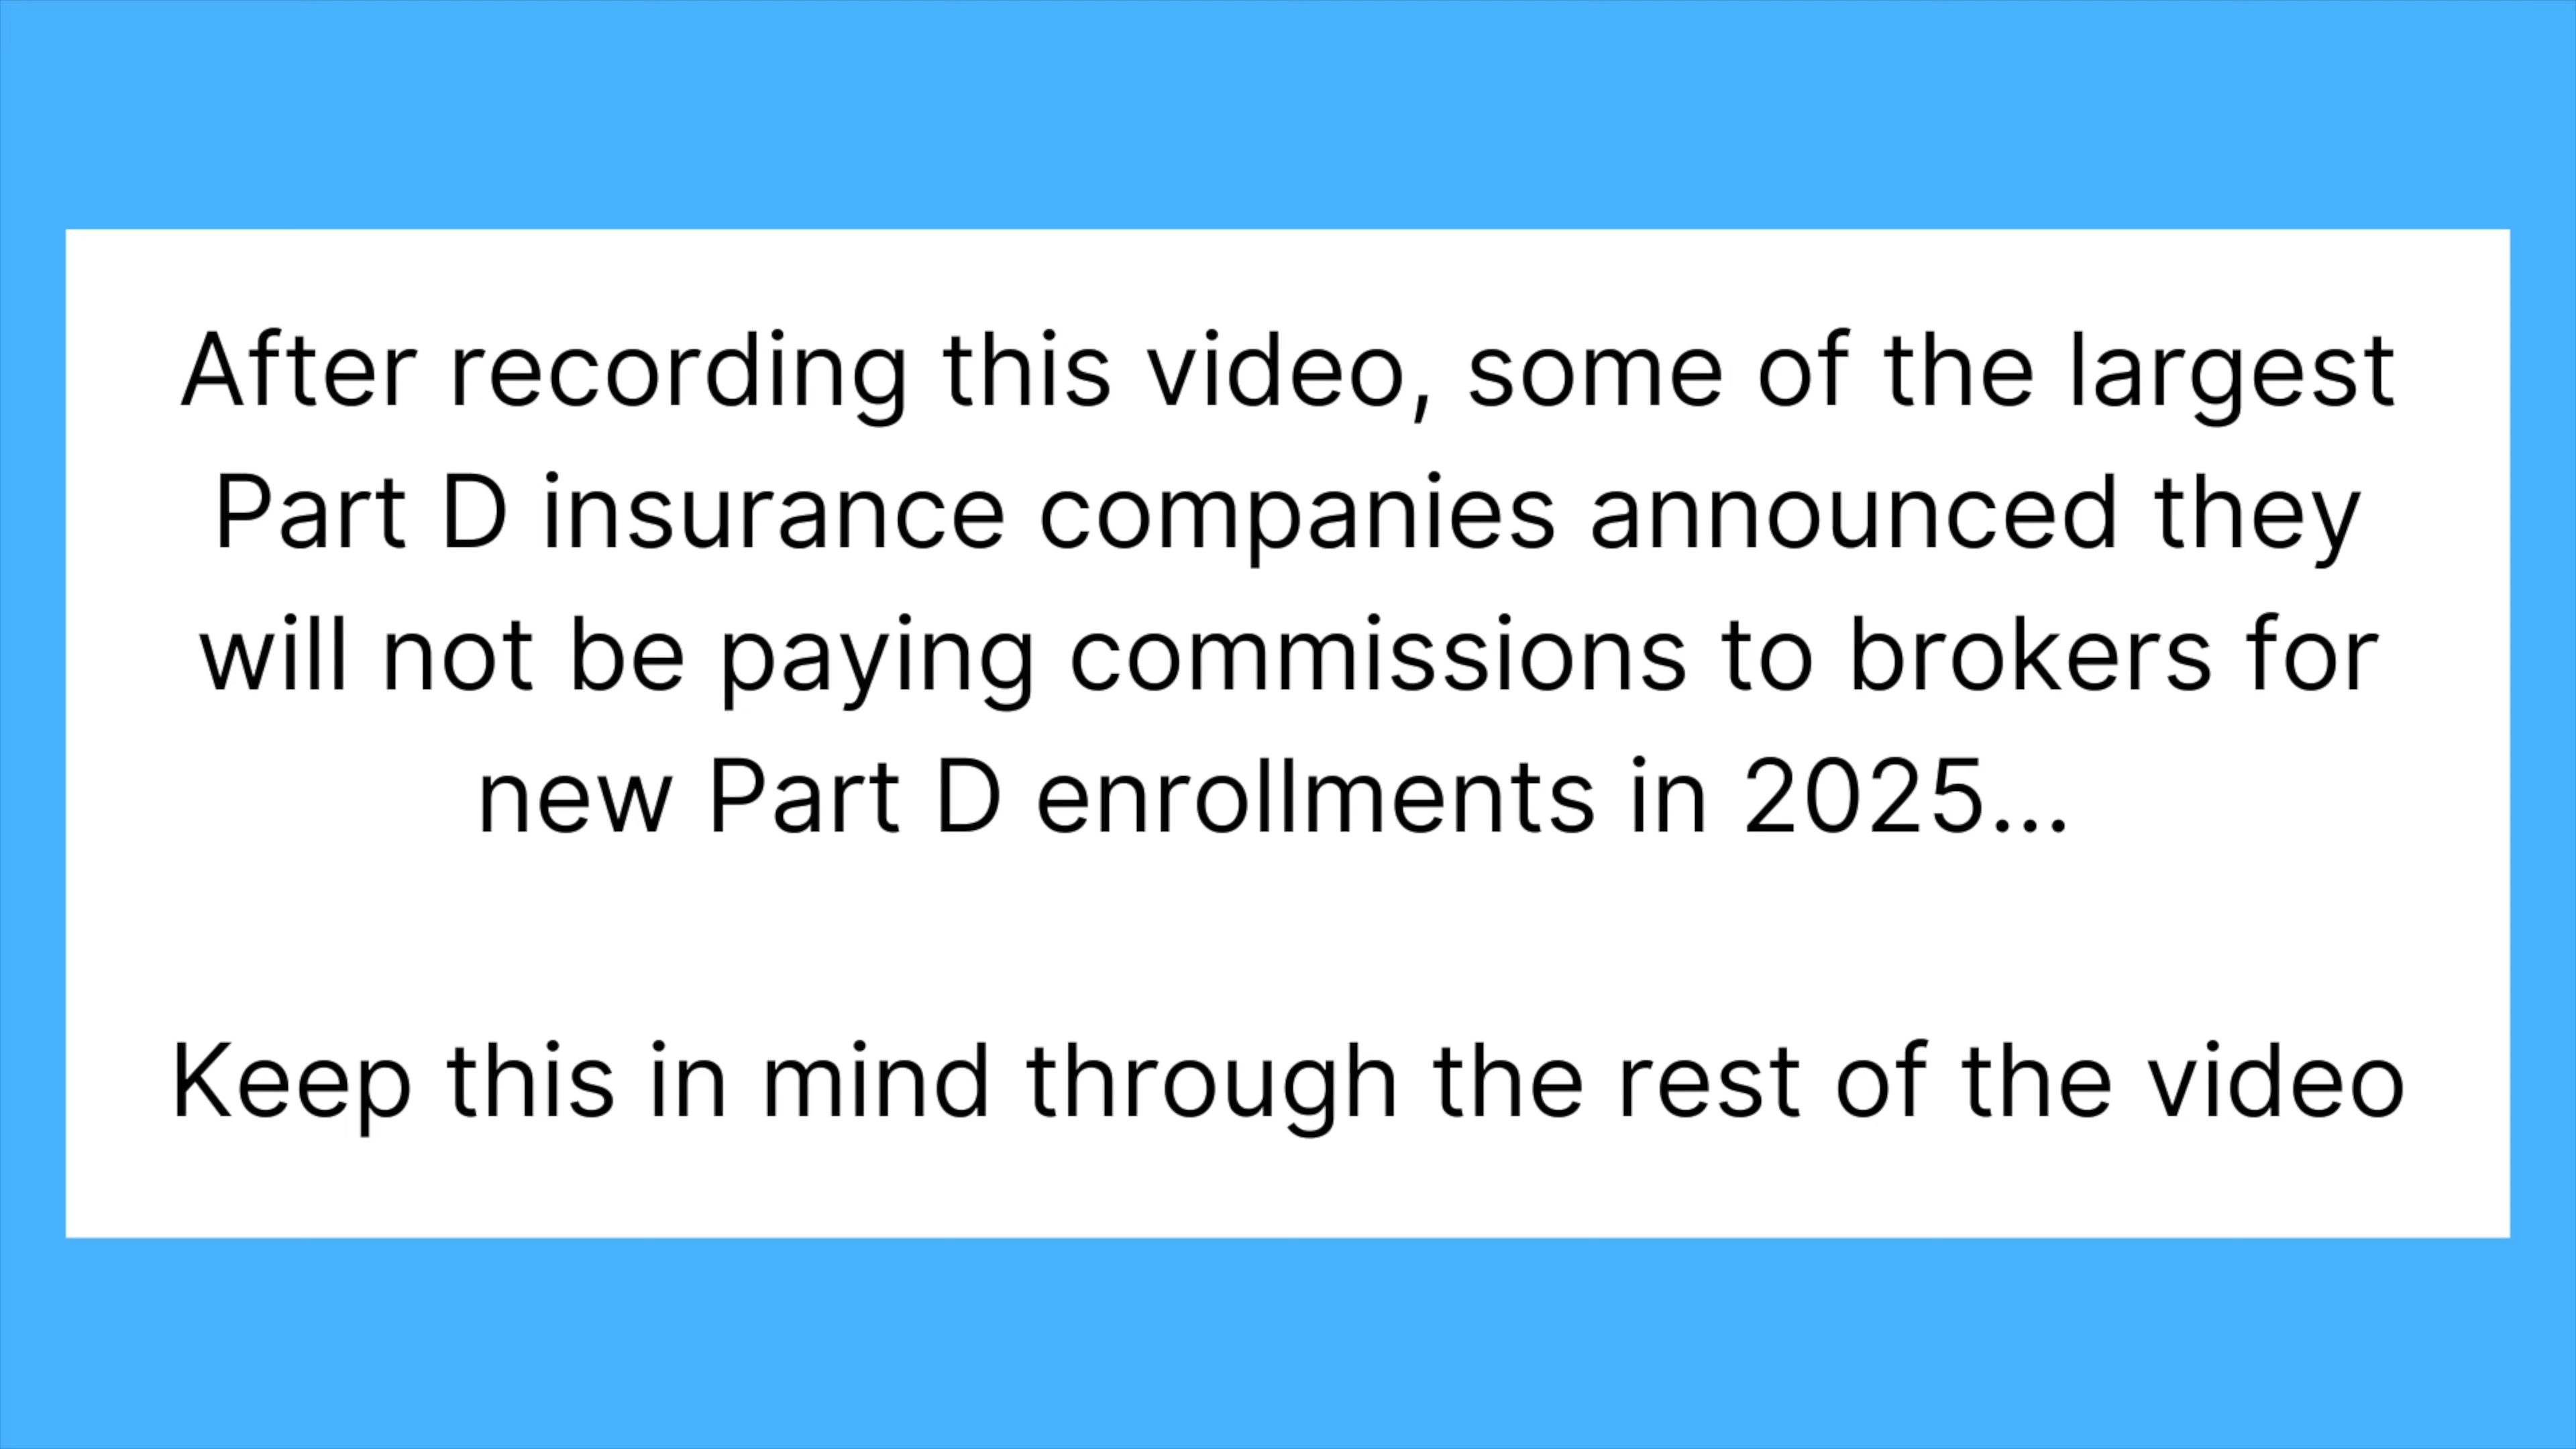 After recording this video, some of the largest
Part D insurance companies announced they
will not be paying commissions to brokers for
new Part D enrollments in 2025...
Keep this in mind through the rest of the video